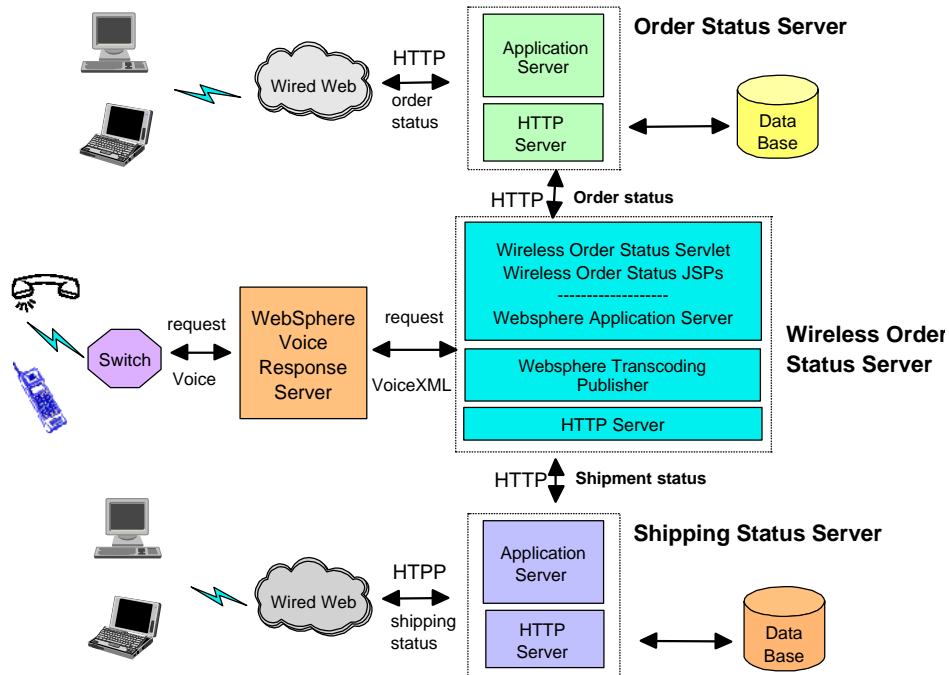 Order Status Server
Application
Server
HTTP
Wired Web
order
status
HTTP
Server
Data
Base
HTTP
Order status
Wireless Order Status Servlet
Wireless Order Status JSPs
-------------------
Websphere Application Server
Wireless Order
Status Server
WebSphere
Voice
Response
Server
request
request
Switch
Voice
VoiceXML
Websphere Transcoding
Publisher
HTTP Server
HTTP
Shipment status
Shipping Status Server
Application
Server
HTPP
Wired Web
shipping
status
HTTP
Server
Data
Base